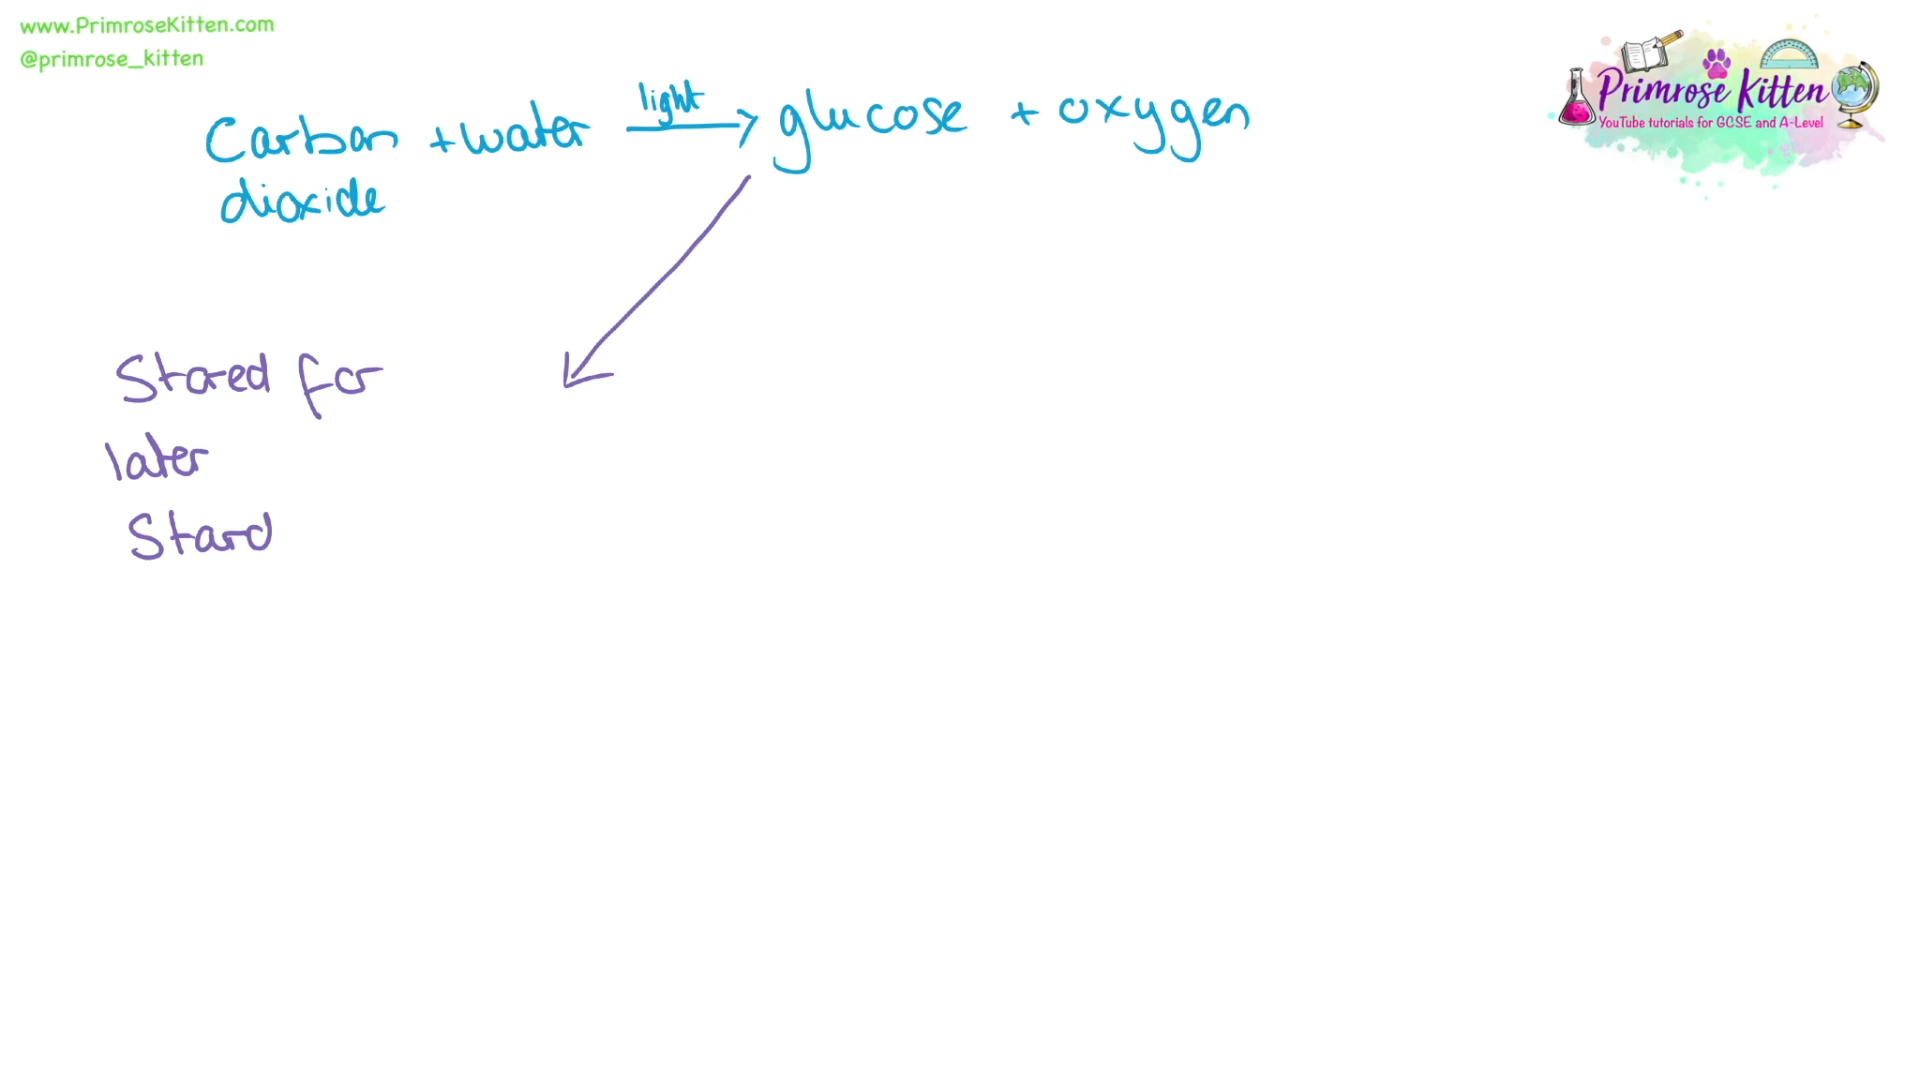 www.PrimroseKitten.com
@primrose_kitten
Primrose Kitten
YouTube tutorials for GCSE and A-Level
light
Carbon + water → glucose + oxygen
dioxide
Stored for
later